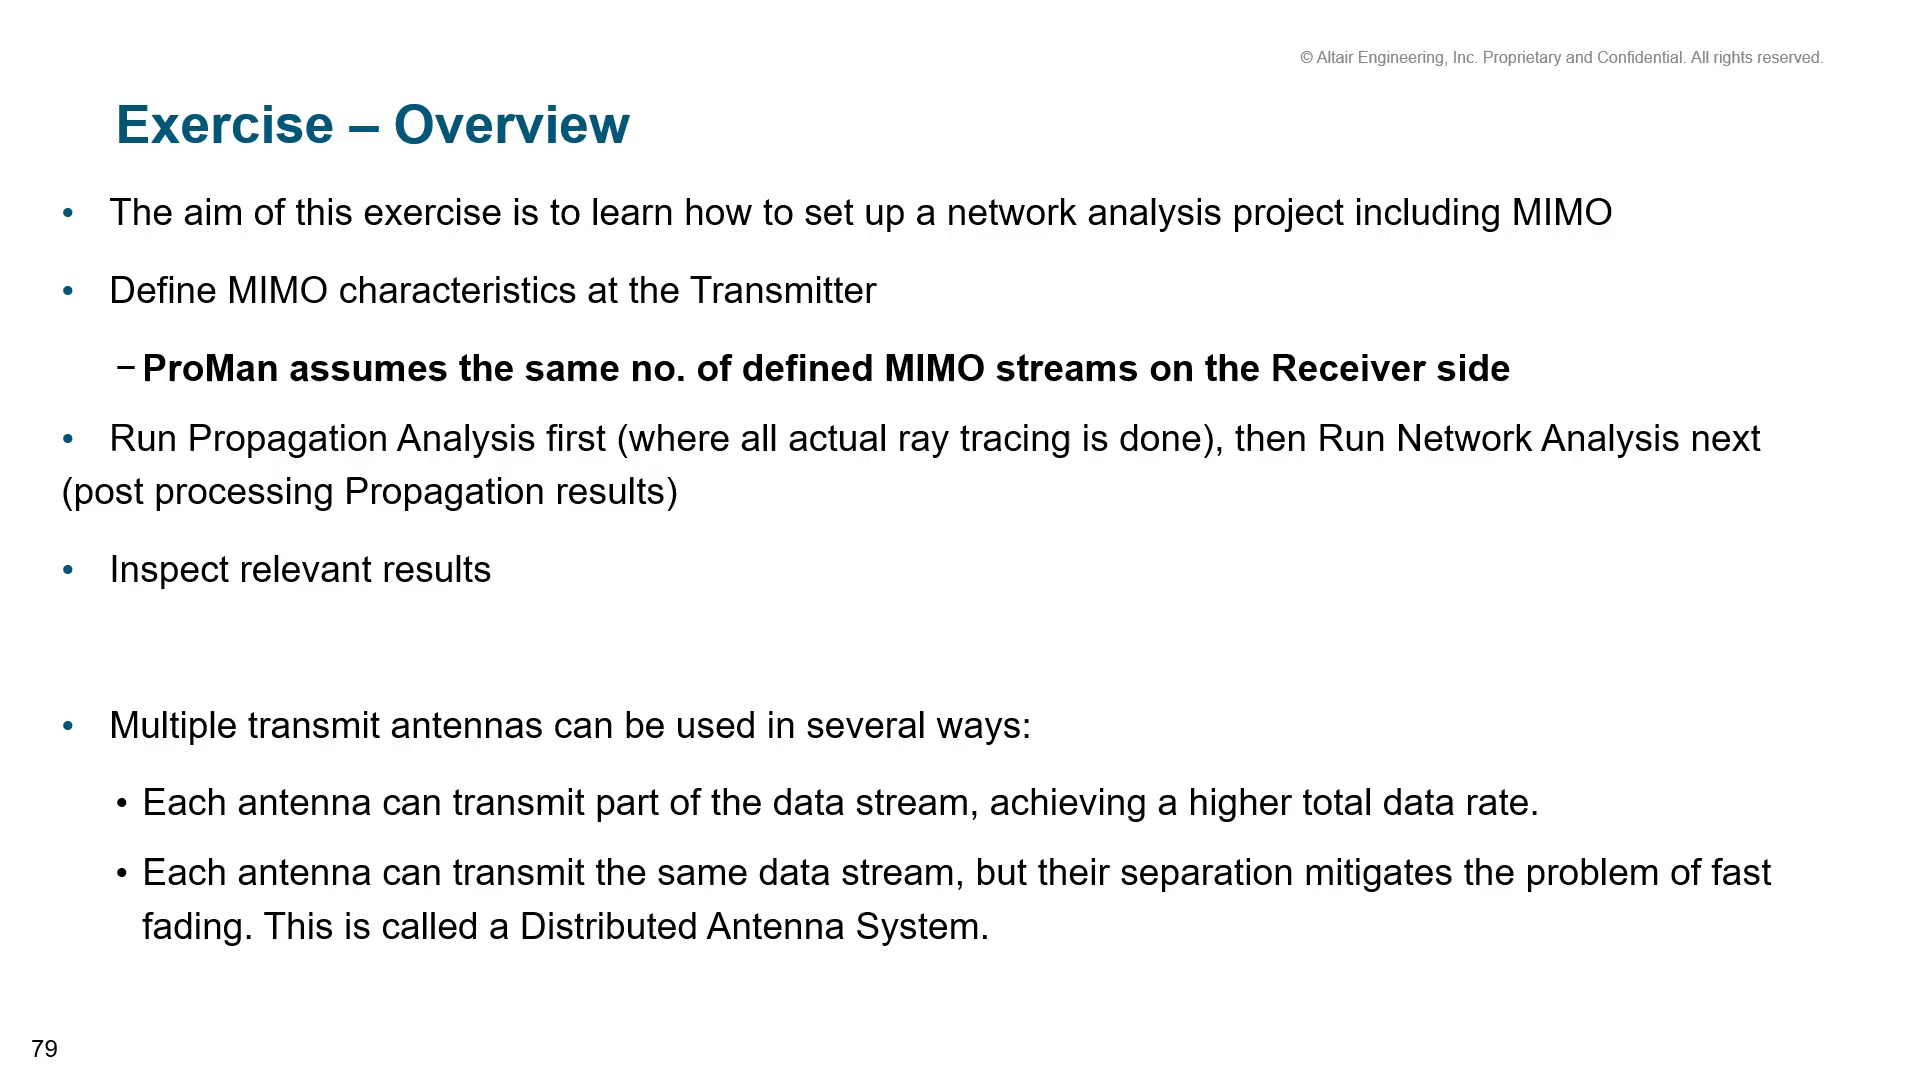 © Altair Engineering, Inc. Proprietary and Confidential. All rights reserved.
Exercise – Overview
• The aim of this exercise is to learn how to set up a network analysis project including MIMO
• Define MIMO characteristics at the Transmitter
− ProMan assumes the same no. of defined MIMO streams on the Receiver side
• Run Propagation Analysis first (where all actual ray tracing is done), then Run Network Analysis next
(post processing Propagation results)
• Inspect relevant results
• Multiple transmit antennas can be used in several ways:
• Each antenna can transmit part of the data stream, achieving a higher total data rate.
• Each antenna can transmit the same data stream, but their separation mitigates the problem of fast
fading. This is called a Distributed Antenna System.
79